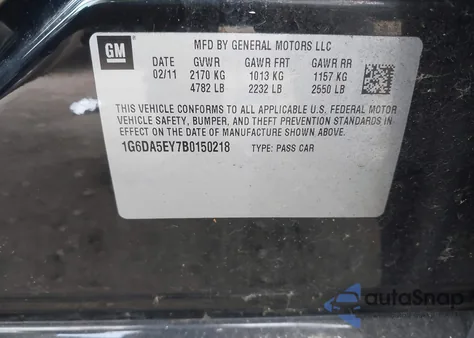 GM
MFD BY GENERAL MOTORS LLC
DATE GVWR GAWR FRT GAWR RR
02/11 2170 KG 1013 KG 1157 KG
4782 LB 2232 LB 2550 LB
THIS VEHICLE CONFORMS TO ALL APPLICABLE U.S. FEDERAL MOTOR
VEHICLE SAFETY, BUMPER, AND THEFT PREVENTION STANDARDS
IN EFFECT ON THE DATE OF MANUFACTURE SHOWN ABOVE.
1G6DA5EY7B0150218 TYPE: PASS CAR
autoSnap